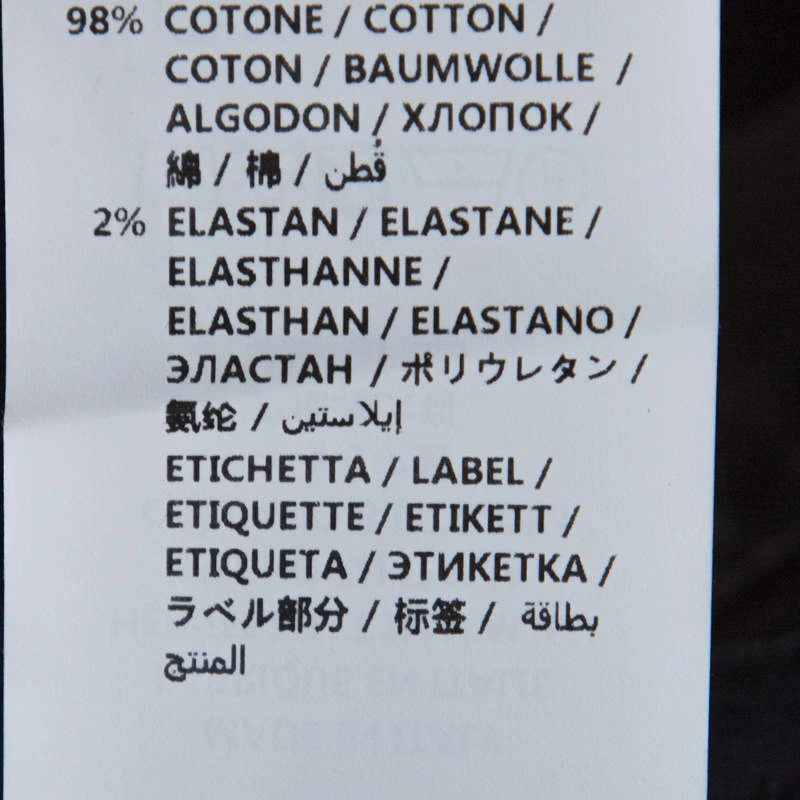 98% COTONE / COTTON /
COTON / BAUMWOLLE /
ALGODON / ХЛОПОК /
綿 / 棉 / قُطن
2% ELASTAN / ELASTANE /
ELASTHANNE /
ELASTHAN / ELASTANO /
ЭЛАСТАН / ポリウレタン /
氨纶 / إيلاستين
ETICHETTA / LABEL /
ETIQUETTE / ETIKETT /
ETIQUETA / ЭТИКЕТКА /
ラベル部分 / 标签 / بطاقة
المنتج